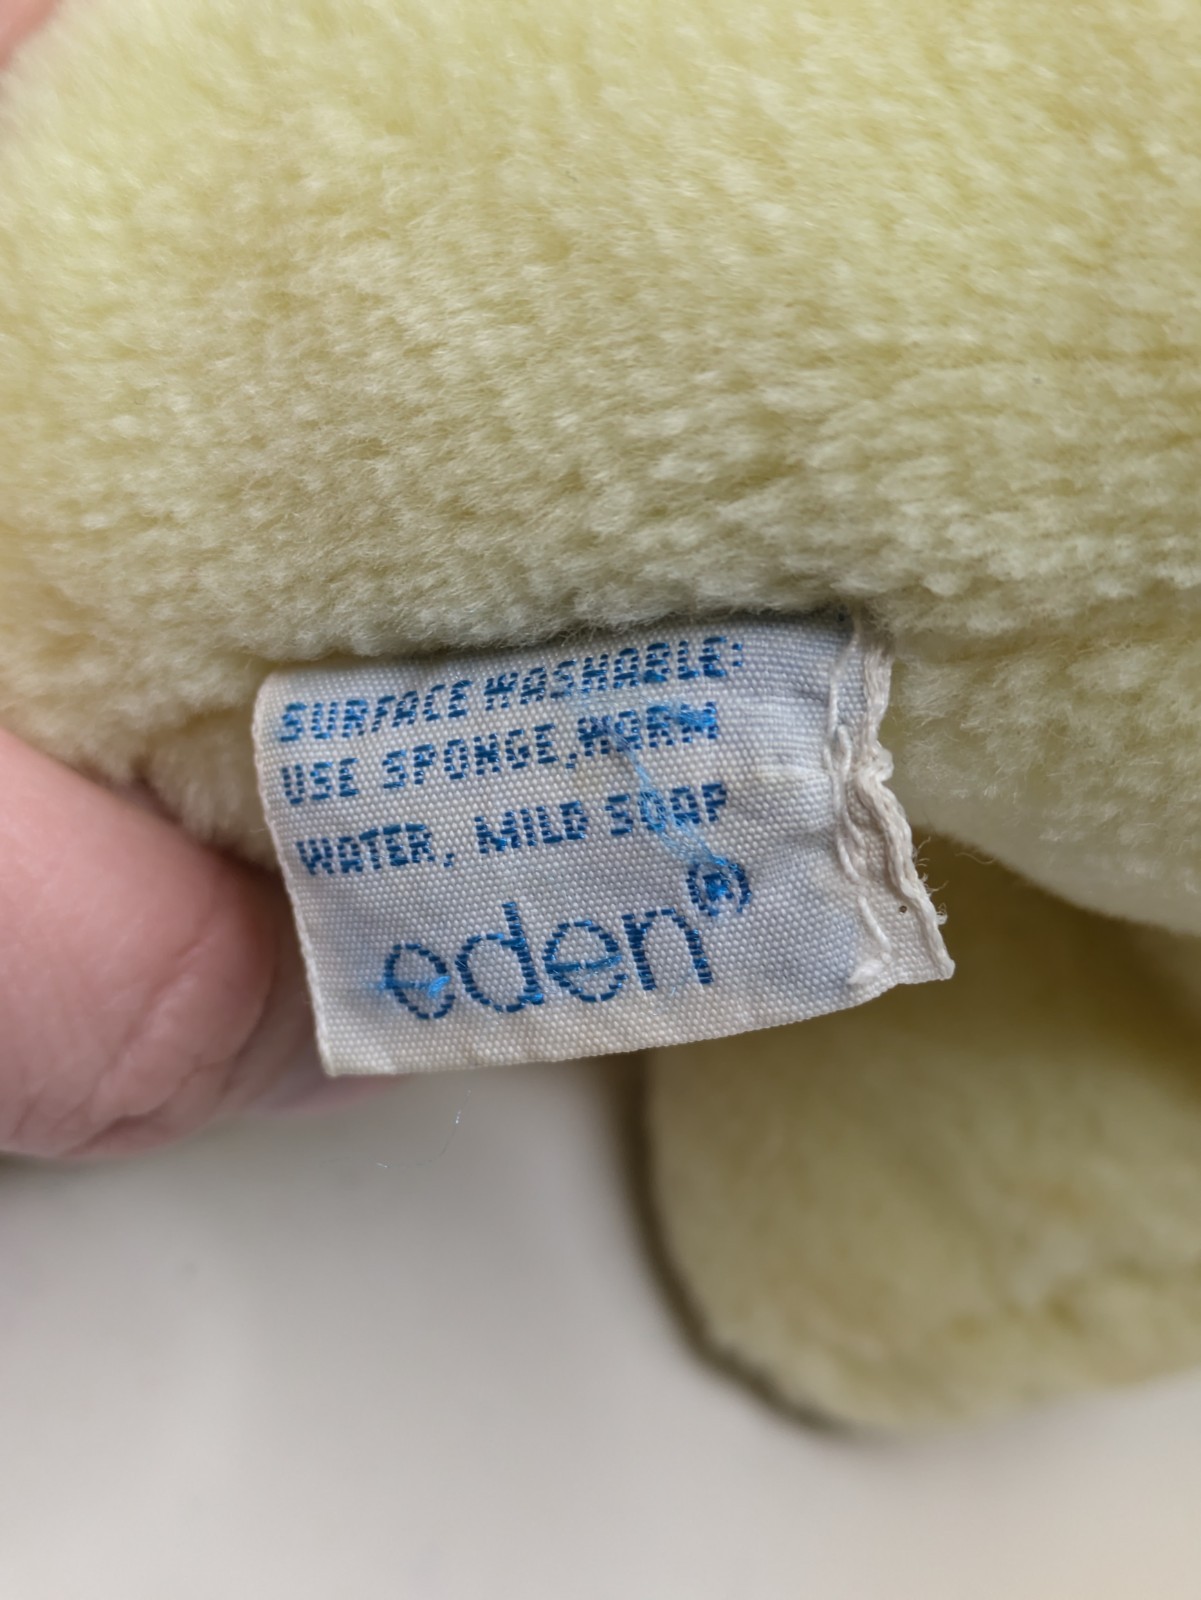 SURFACE WASHABLE:
USE SPONGE, WARM
WATER, MILD SOAP
eden®